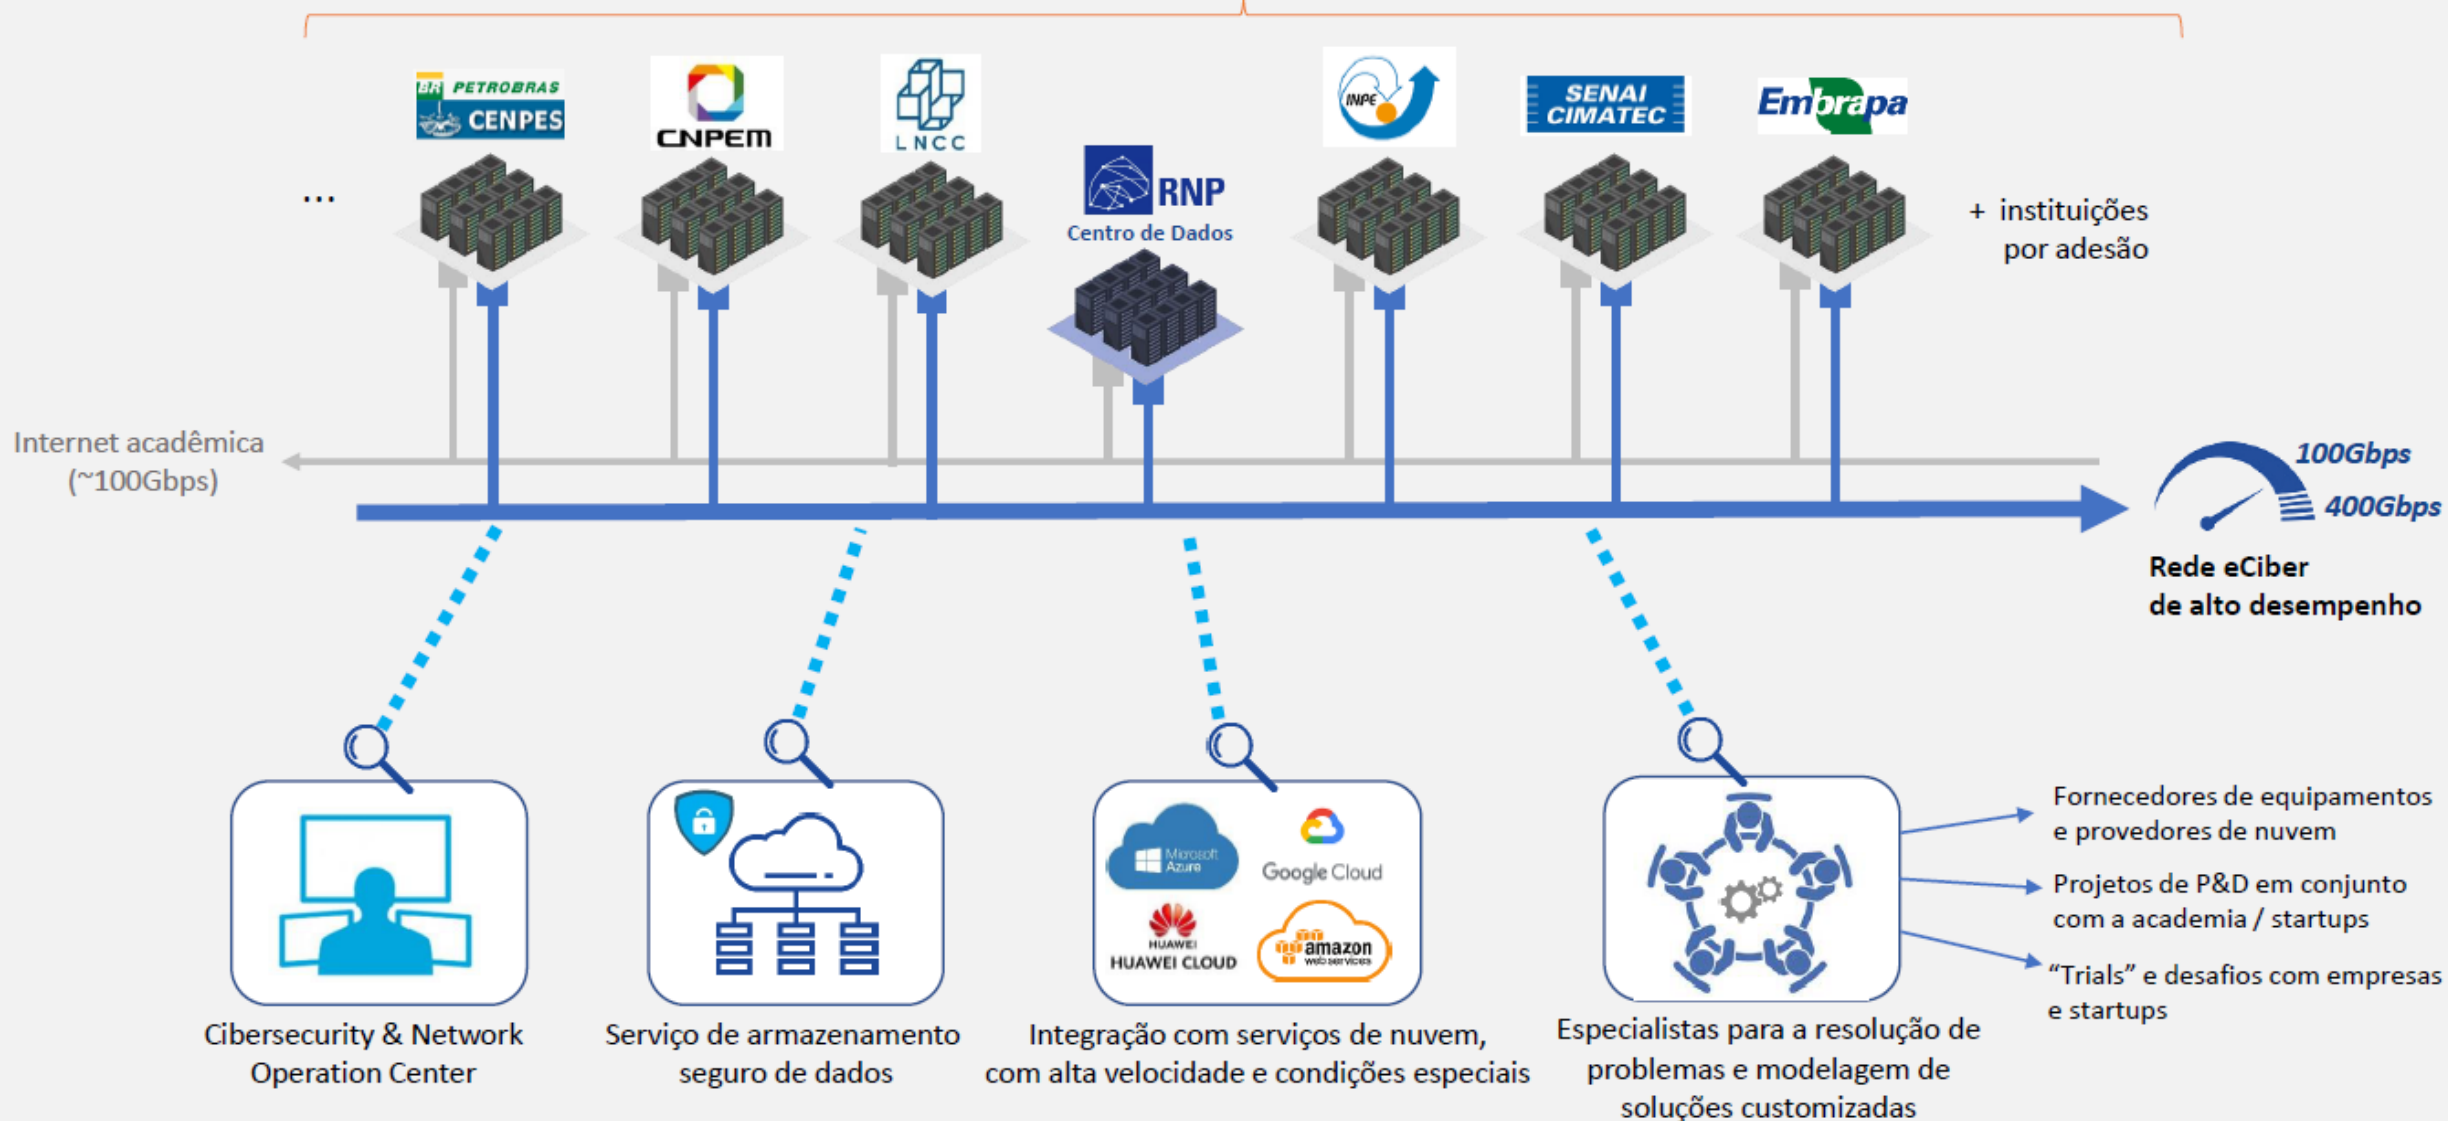 BR PETROBRAS
CENPES
CNPEM
LNCC
RNP
Centro de Dados
INPE
SENAI
CIMATEC
Embrapa
...
+ instituições
por adesão
Internet acadêmica
(~100Gbps)
100Gbps
400Gbps
Rede eCiber
de alto desempenho
Microsoft
Azure
Google Cloud
HUAWEI
HUAWEI CLOUD
amazon
web services
Fornecedores de equipamentos
e provedores de nuvem
Projetos de P&D em conjunto
com a academia / startups
“Trials” e desafios com empresas
e startups
Cibersecurity & Network
Operation Center
Serviço de armazenamento
seguro de dados
Integração com serviços de nuvem,
com alta velocidade e condições especiais
Especialistas para a resolução de
problemas e modelagem de
soluções customizadas